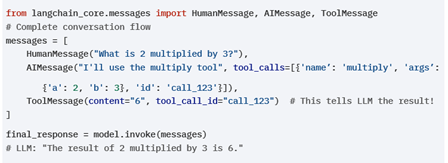 from langchain_core.messages import HumanMessage, AIMessage, ToolMessage
# Complete conversation flow
messages = [
    HumanMessage("What is 2 multiplied by 3?"),
    AIMessage("I'll use the multiply tool", tool_calls=[{'name': 'multiply', 'args':
        {'a': 2, 'b': 3}, 'id': 'call_123'}]),
    ToolMessage(content="6", tool_call_id="call_123")  # This tells LLM the result!
]
final_response = model.invoke(messages)
# LLM: "The result of 2 multiplied by 3 is 6."